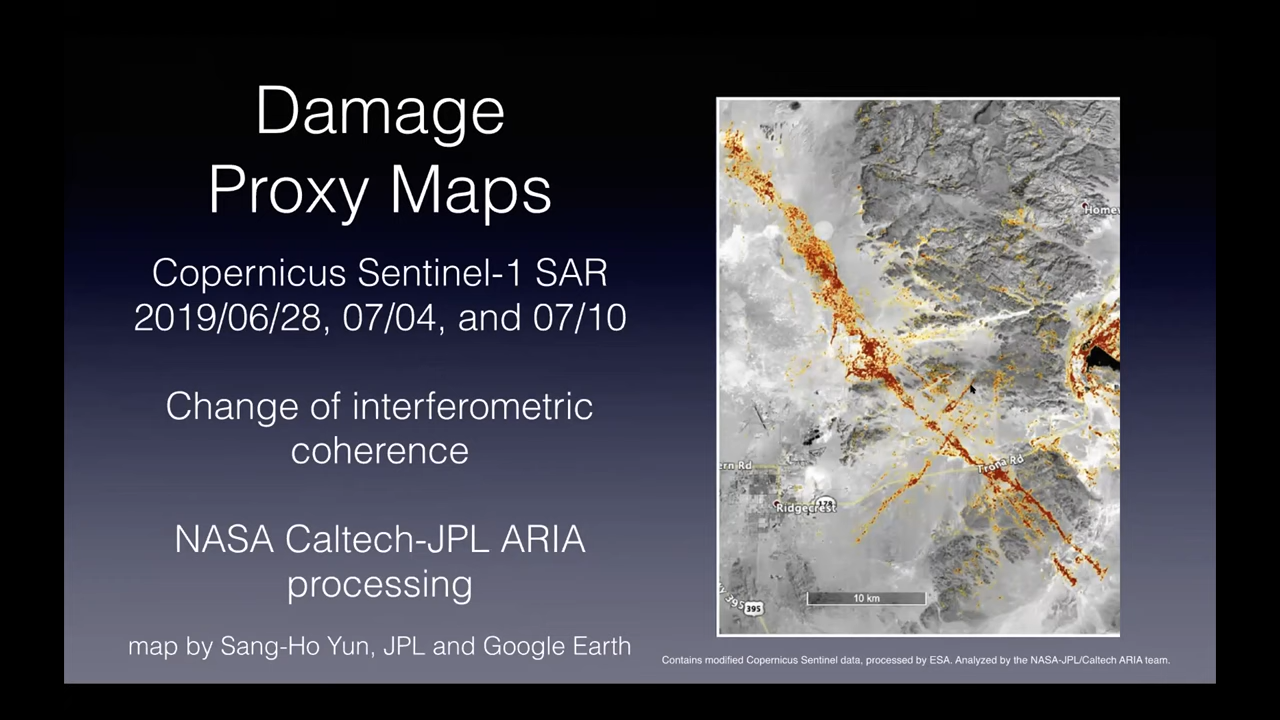 Damage
Proxy Maps
Copernicus Sentinel-1 SAR
2019/06/28, 07/04, and 07/10
Change of interferometric
coherence
NASA Caltech-JPL ARIA
processing
map by Sang-Ho Yun, JPL and Google Earth
Homew
Trona Rd
ern Rd
178
Ridgecrest
10 km
395
Contains modified Copernicus Sentinel data, processed by ESA. Analyzed by the NASA-JPL/Caltech ARIA team.